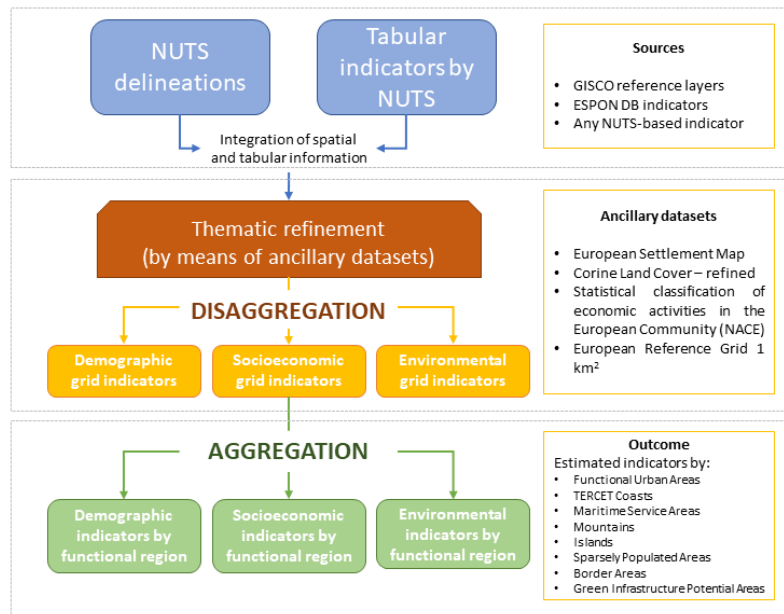 NUTS
delineations
Tabular
indicators by
NUTS
Integration of spatial
and tabular information
Sources
• GISCO reference layers
• ESPON DB indicators
• Any NUTS-based indicator
Thematic refinement
(by means of ancillary datasets)
DISAGGREGATION
Demographic
grid indicators
Socioeconomic
grid indicators
Environmental
grid indicators
Ancillary datasets
• European Settlement Map
• Corine Land Cover – refined
• Statistical classification of
economic activities in the
European Community (NACE)
• European Reference Grid 1
km²
AGGREGATION
Demographic
indicators by
functional region
Socioeconomic
indicators by
functional region
Environmental
indicators by
functional region
Outcome
Estimated indicators by:
• Functional Urban Areas
• TERCET Coasts
• Maritime Service Areas
• Mountains
• Islands
• Sparsely Populated Areas
• Border Areas
• Green Infrastructure Potential Areas